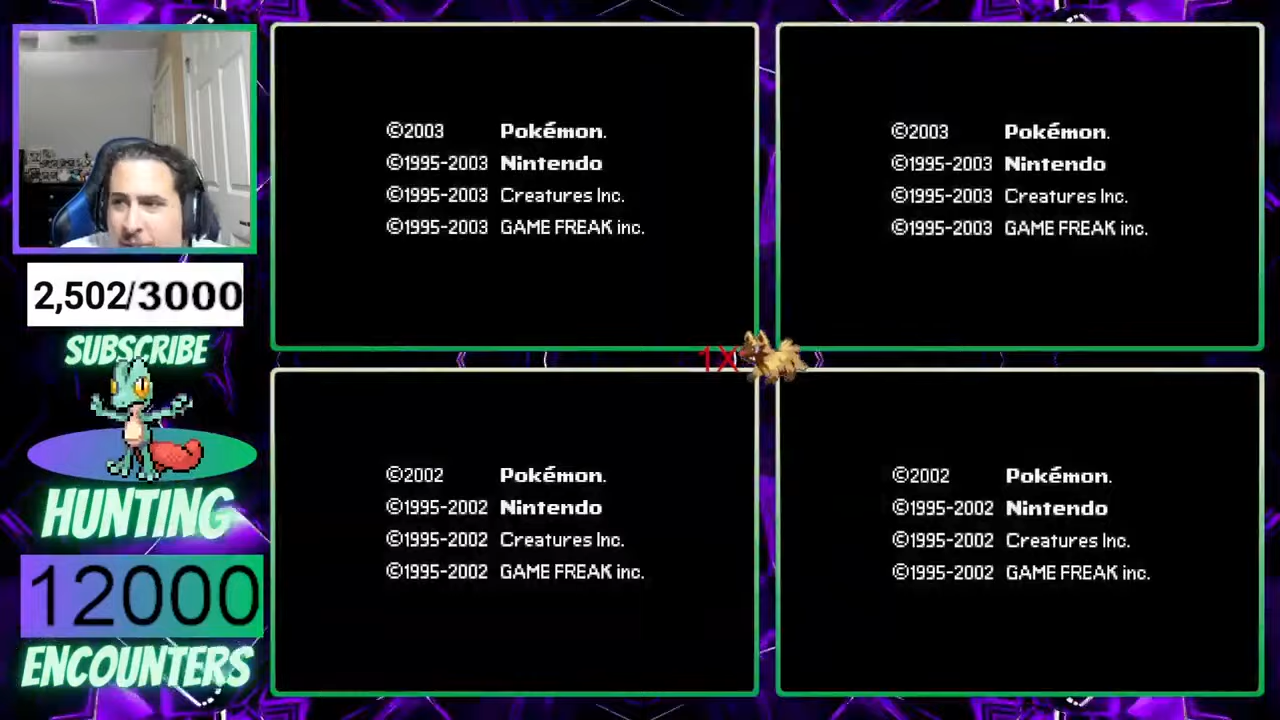 2,502/3000
SUBSCRIBE
HUNTING
12000
ENCOUNTERS
©2003 Pokémon.
©1995-2003 Nintendo
©1995-2003 Creatures Inc.
©1995-2003 GAME FREAK inc.
©2003 Pokémon.
©1995-2003 Nintendo
©1995-2003 Creatures Inc.
©1995-2003 GAME FREAK inc.
1X
©2002 Pokémon.
©1995-2002 Nintendo
©1995-2002 Creatures Inc.
©1995-2002 GAME FREAK inc.
©2002 Pokémon.
©1995-2002 Nintendo
©1995-2002 Creatures Inc.
©1995-2002 GAME FREAK inc.